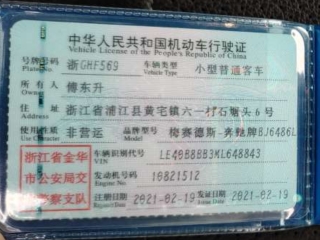 中华人民共和国机动车行驶证
Vehicle License of the People's Republic of China
号牌号码 浙GHF569 车辆类型 小型普通客车
Plate No. Vehicle Type
所有人 傅东升
Owner
住址 浙江省浦江县黄宅镇六一村石塘头6号
Address
使用性质 非营运 品牌型号 梅赛德斯-奔驰牌BJ6486L
Use Character Model
浙江省金华
市公安局交
警察支队
车辆识别代号 LE4GB8BB3KL648843
VIN
发动机号码 10821512
Engine No.
注册日期 2021-02-19 发证日期 2021-02-19
Register Date Issue Date